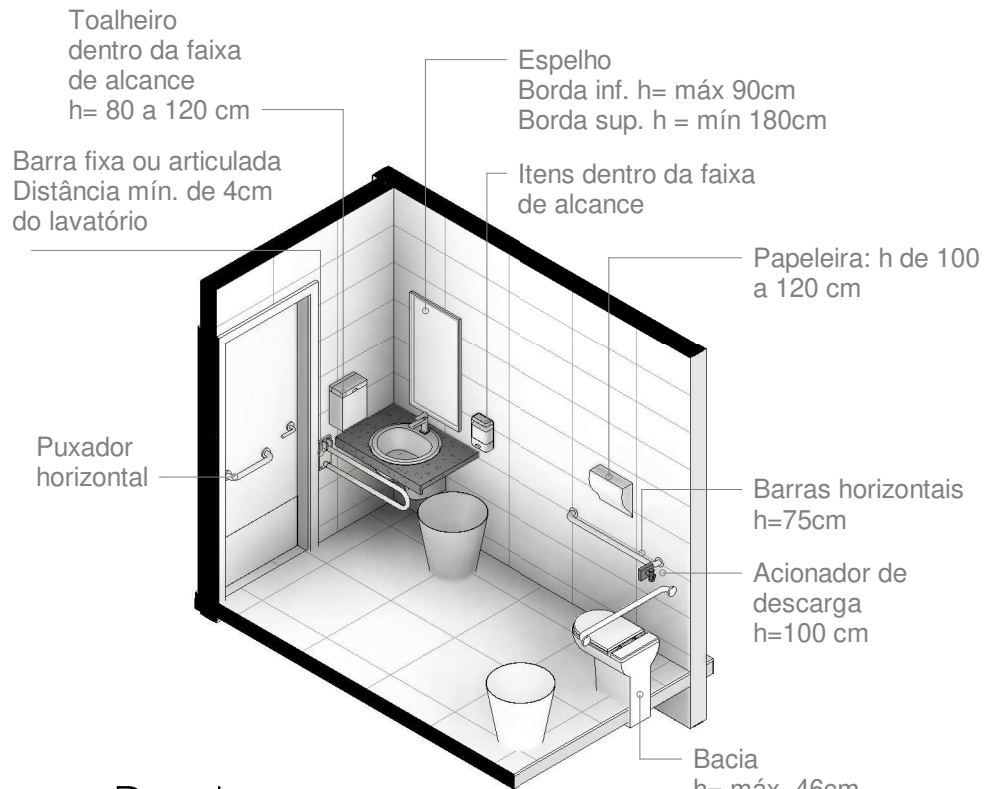 Toalheiro
dentro da faixa
de alcance
h= 80 a 120 cm
Espelho
Borda inf. h= máx 90cm
Borda sup. h = mín 180cm
Barra fixa ou articulada
Distância mín. de 4cm
do lavatório
Itens dentro da faixa
de alcance
Papeleira: h de 100
a 120 cm
Puxador
horizontal
Barras horizontais
h=75cm
Acionador de
descarga
h=100 cm
Bacia
h= máx. 46cm